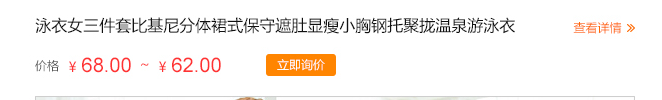 泳衣女三件套比基尼分体裙式保守遮肚显瘦小胸钢托聚拢温泉游泳衣
查看详情 »
价格 ¥ 68.00 ~ ¥ 62.00 立即询价